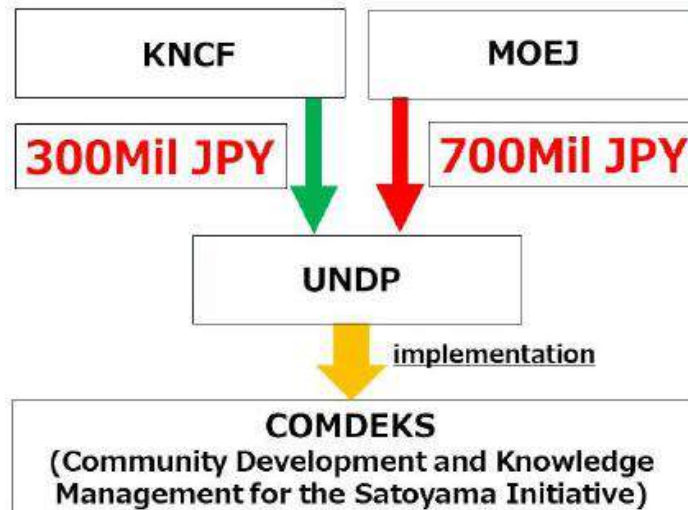 KNCF
MOEJ
300Mil JPY
700Mil JPY
UNDP
implementation
COMDEKS
(Community Development and Knowledge
Management for the Satoyama Initiative)